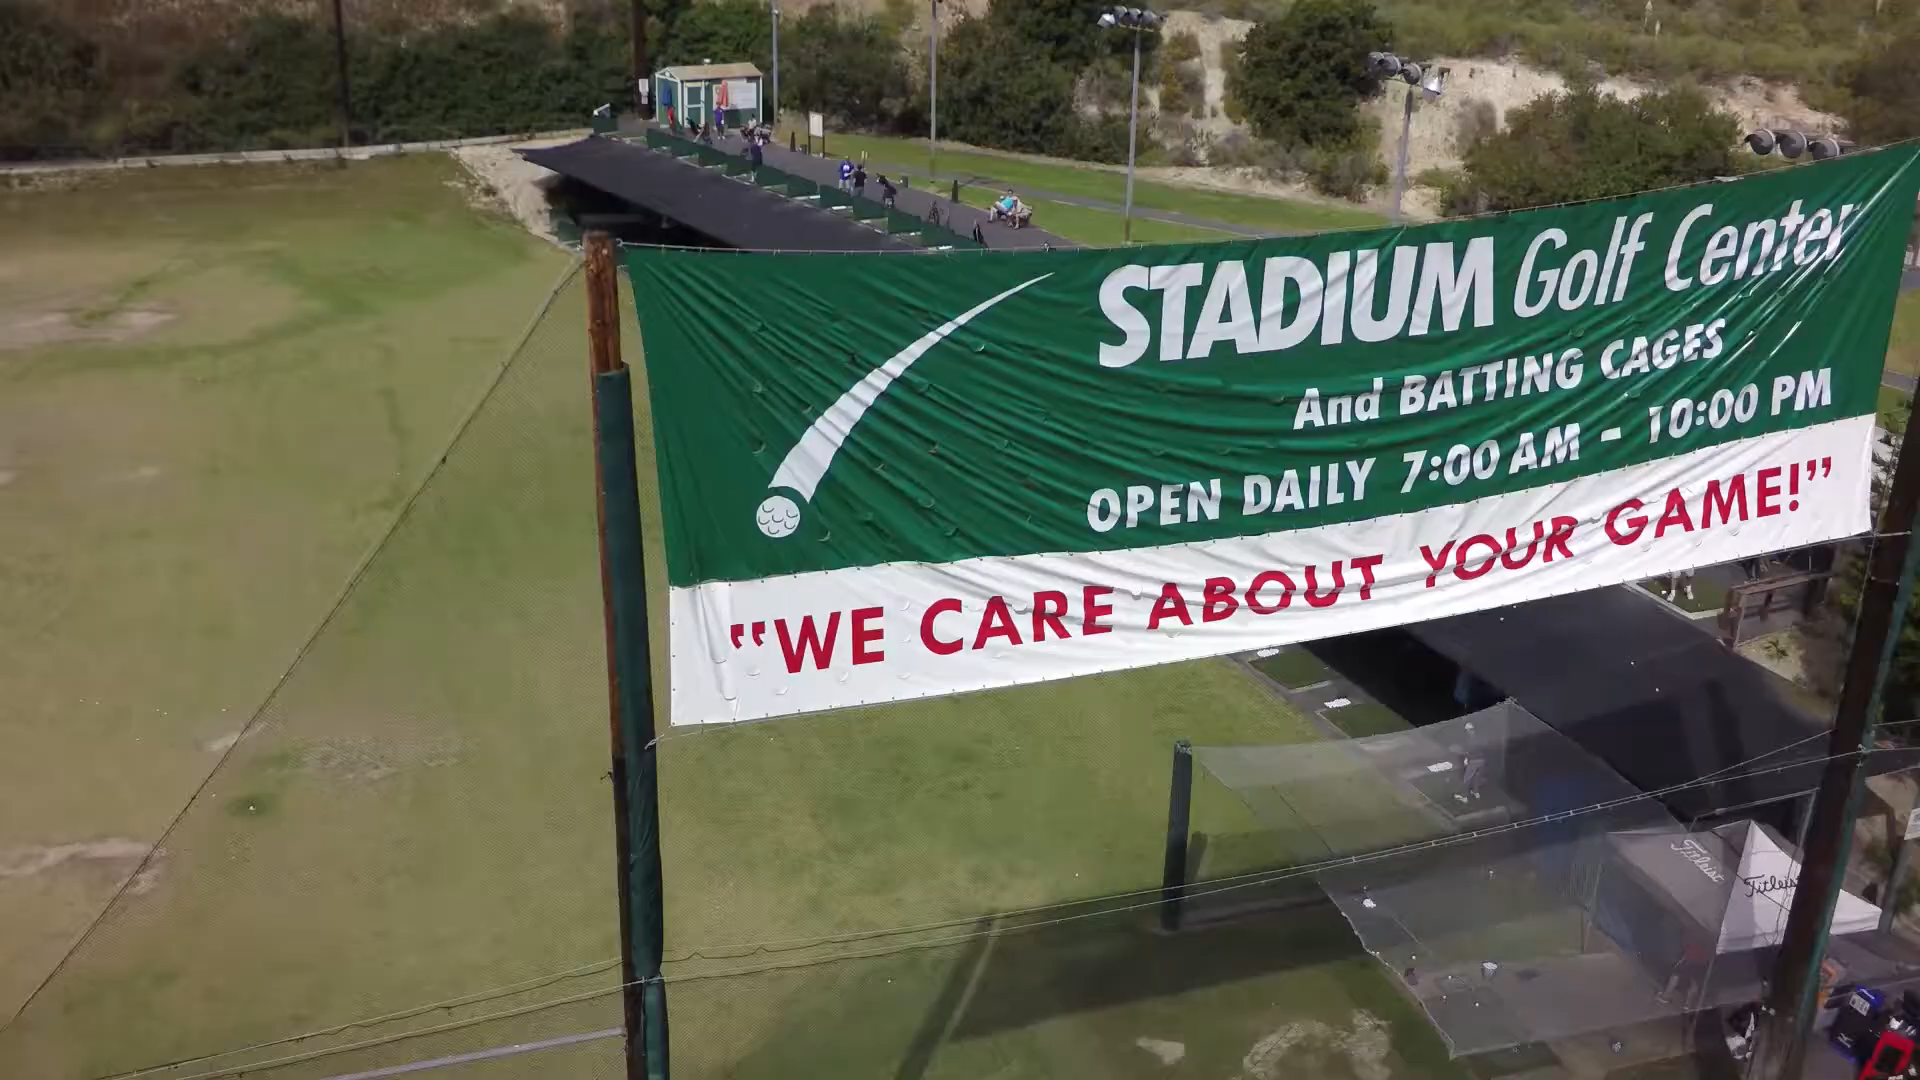 STADIUM Golf Center
And BATTING CAGES
OPEN DAILY 7:00 AM - 10:00 PM
"WE CARE ABOUT YOUR GAME!"
Titleist
Titleist